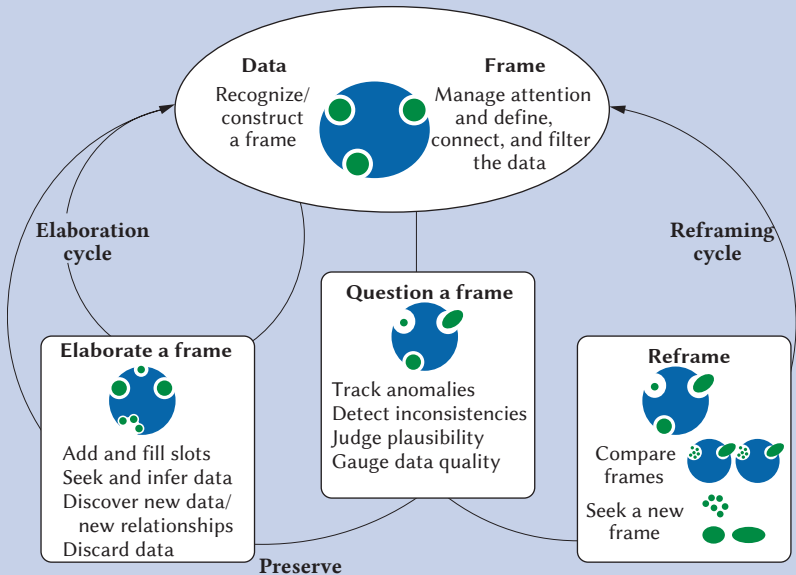 Data
Recognize/
construct
a frame
Frame
Manage attention
and define,
connect, and filter
the data
Elaboration
cycle
Reframing
cycle
Elaborate a frame
Add and fill slots
Seek and infer data
Discover new data/
new relationships
Discard data
Question a frame
Track anomalies
Detect inconsistencies
Judge plausibility
Gauge data quality
Reframe
Compare
frames
Seek a new
frame
Preserve